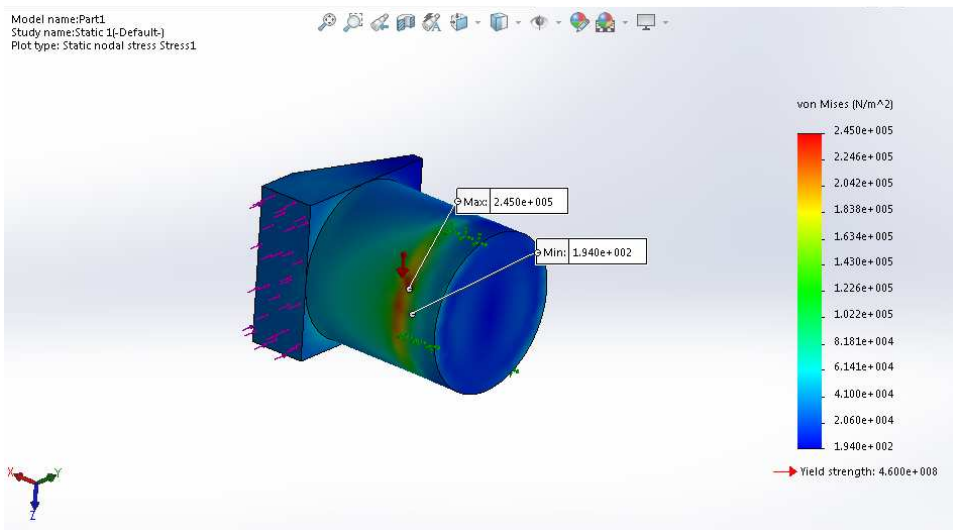 Model name:Part1
Study name:Static 1(-Default-)
Plot type: Static nodal stress Stress1
von Mises (N/m^2)
2.450e+005
2.246e+005
2.042e+005
1.838e+005
1.634e+005
1.430e+005
1.226e+005
1.022e+005
8.181e+004
6.141e+004
4.100e+004
2.060e+004
1.940e+002
Yield strength: 4.600e+008
Max: 2.450e+005
Min: 1.940e+002
X
Y
Z